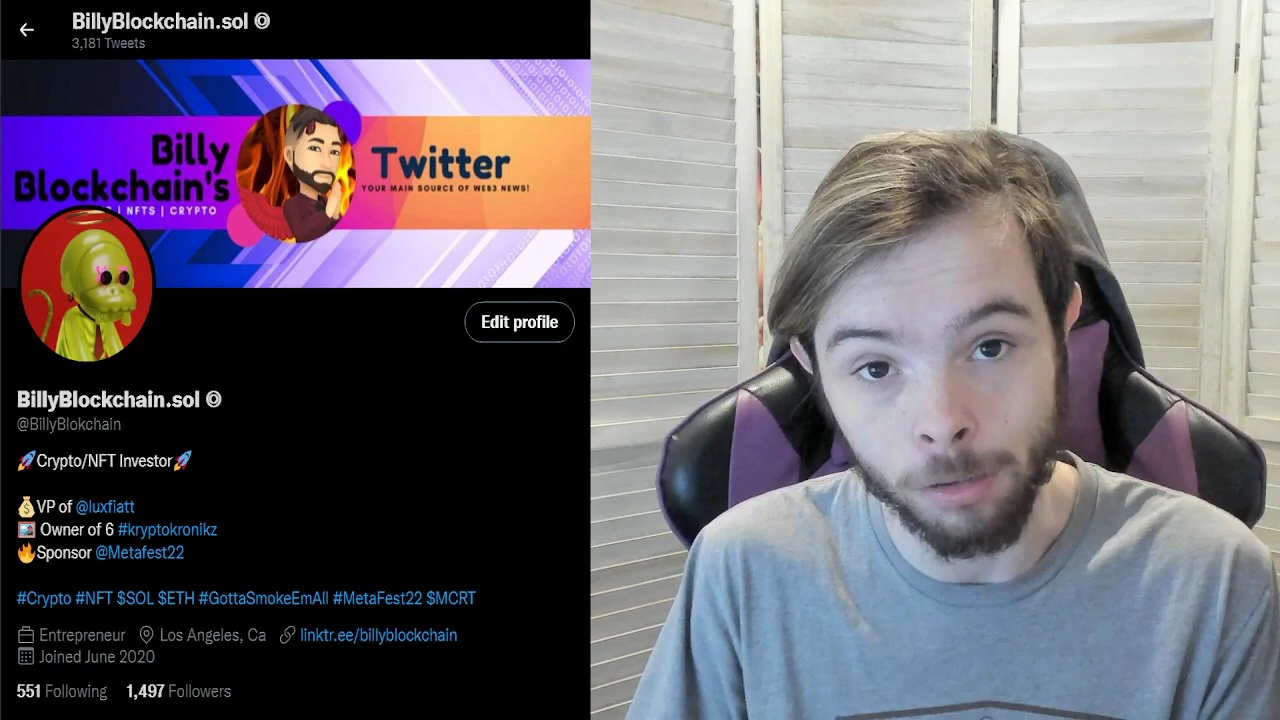 BillyBlockchain.sol
3,181 Tweets
Billy
Blockchain's
| NFTS | CRYPTO
Twitter
YOUR MAIN SOURCE OF WEB3 NEWS!
Edit profile
BillyBlockchain.sol
@BillyBlokchain
🚀Crypto/NFT Investor🚀
💰VP of @luxfiatt
Owner of 6 #kryptokronikz
🔥Sponsor @Metafest22
#Crypto #NFT $SOL $ETH #GottaSmokeEmAll #MetaFest22 $MCRT
Entrepreneur Los Angeles, Ca linktr.ee/billyblockchain
Joined June 2020
551 Following 1,497 Followers